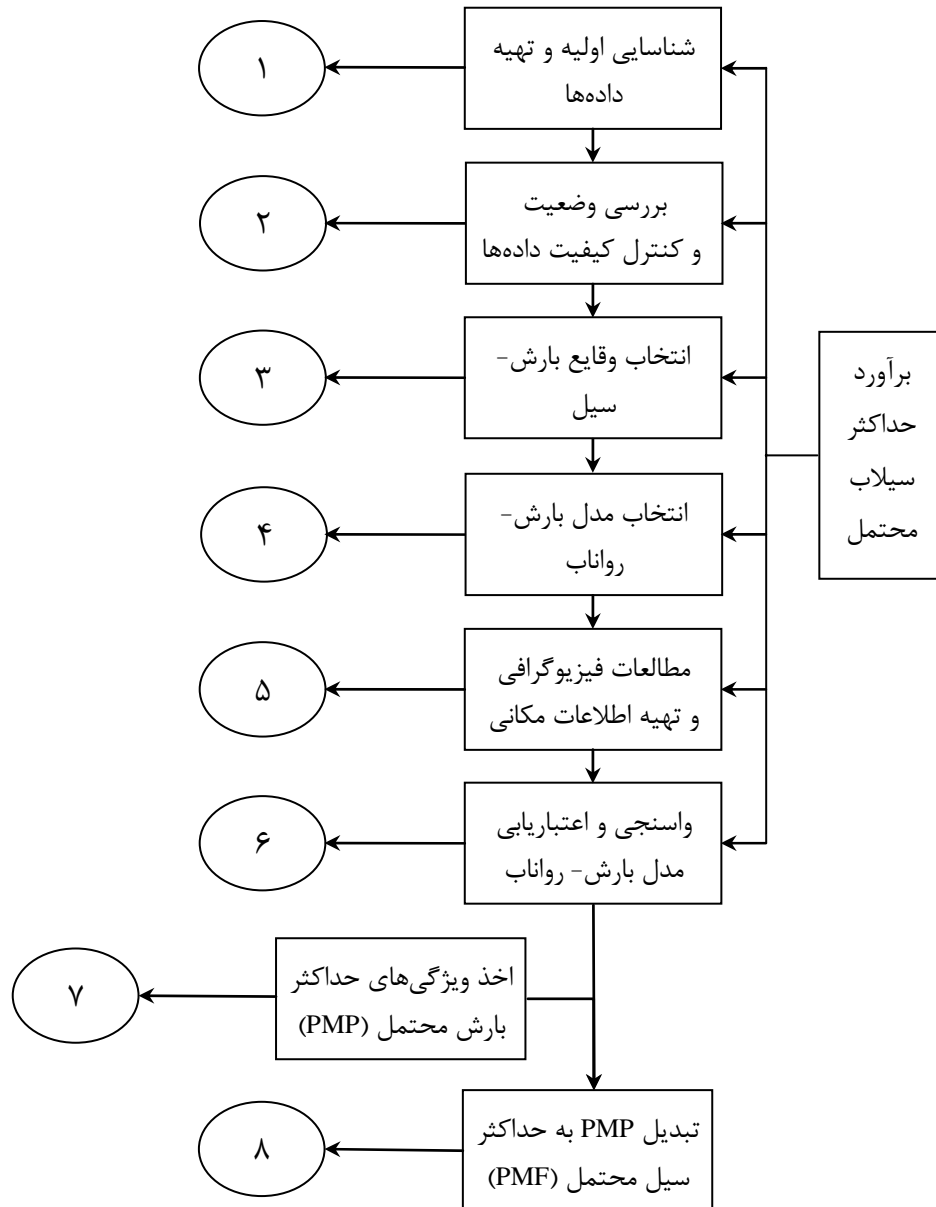 شناسایی اولیه و تهیه
داده‌ها
۱
بررسی وضعیت
و کنترل کیفیت داده‌ها
۲
انتخاب وقایع بارش-
سیل
۳
برآورد
حداکثر
سیلاب
محتمل
انتخاب مدل بارش-
رواناب
۴
مطالعات فیزیوگرافی
و تهیه اطلاعات مکانی
۵
واسنجی و اعتباریابی
مدل بارش- رواناب
۶
اخذ ویژگی‌های حداکثر
بارش محتمل (PMP)
۷
تبدیل PMP به حداکثر
سیل محتمل (PMF)
۸